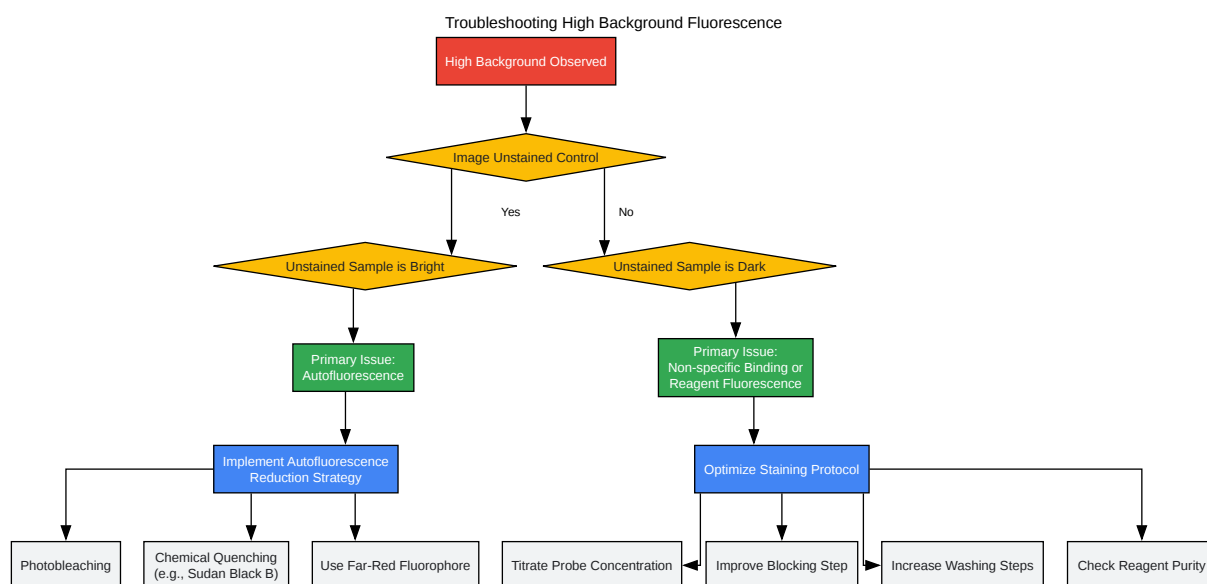 Troubleshooting High Background Fluorescence
High Background Observed
Image Unstained Control
Yes
No
Unstained Sample is Bright
Unstained Sample is Dark
Primary Issue:
Autofluorescence
Primary Issue:
Non-specific Binding or
Reagent Fluorescence
Implement Autofluorescence
Reduction Strategy
Optimize Staining Protocol
Photobleaching
Chemical Quenching
(e.g., Sudan Black B)
Use Far-Red Fluorophore
Titrate Probe Concentration
Improve Blocking Step
Increase Washing Steps
Check Reagent Purity